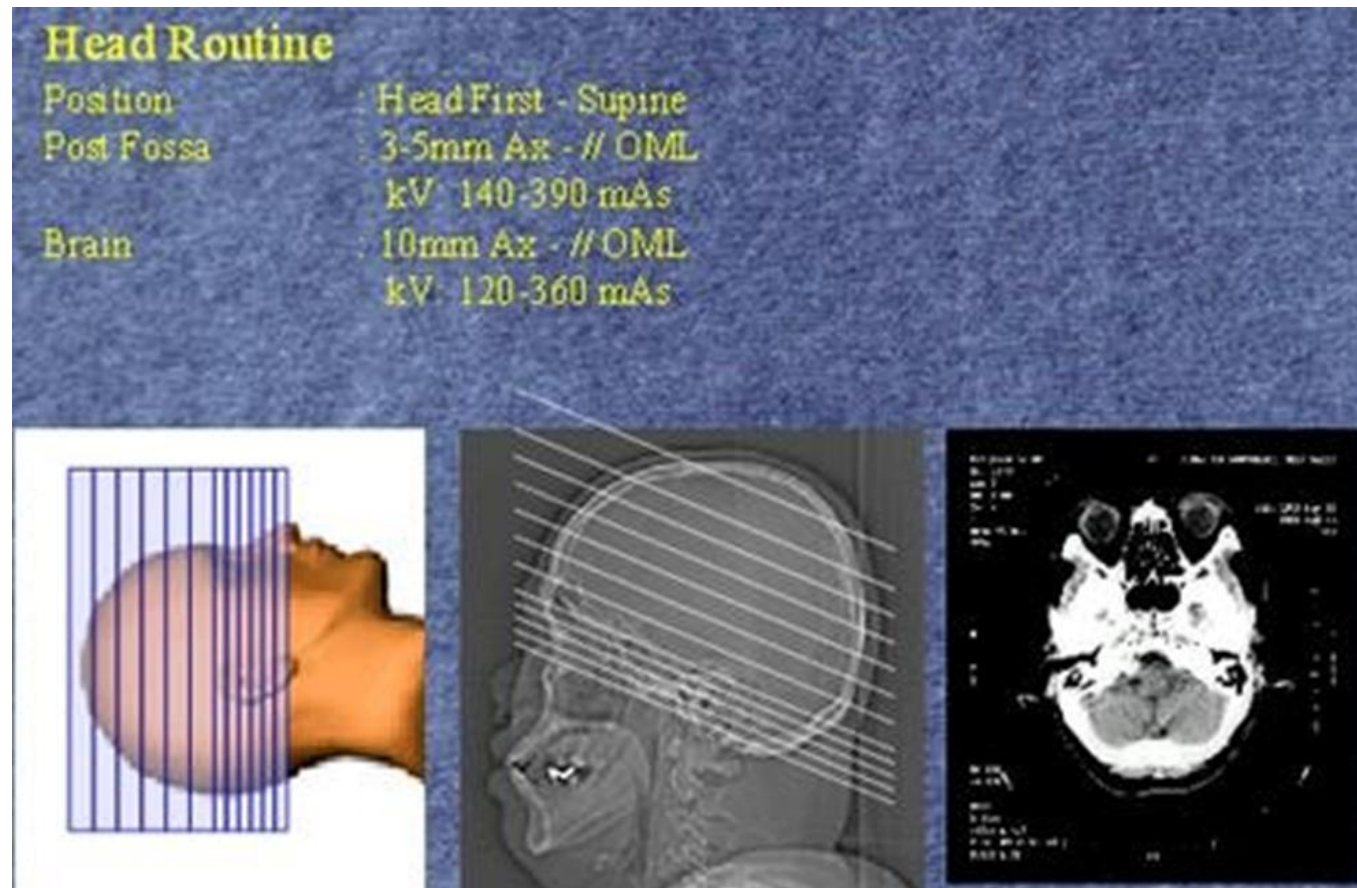 Head Routine
Position : Head First - Supine
Post Fossa : 3-5mm Ax - // OML
kV: 140-390 mAs
Brain : 10mm Ax - // OML
kV: 120-360 mAs